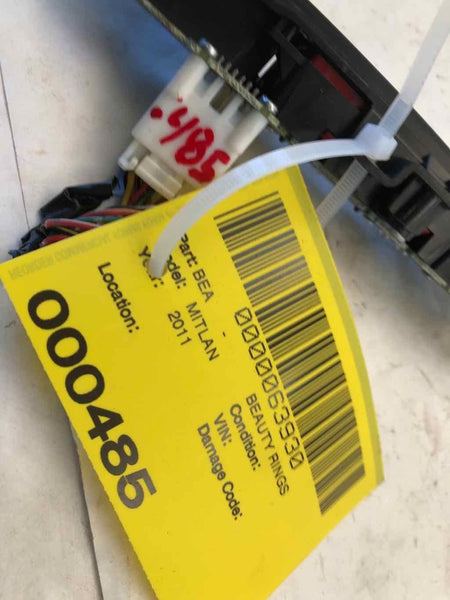 485
0000063930
Part: BEA - BEAUTY RINGS
Model: MITLAN Condition:
Year: 2011 VIN:
Location: Damage Code:
000485